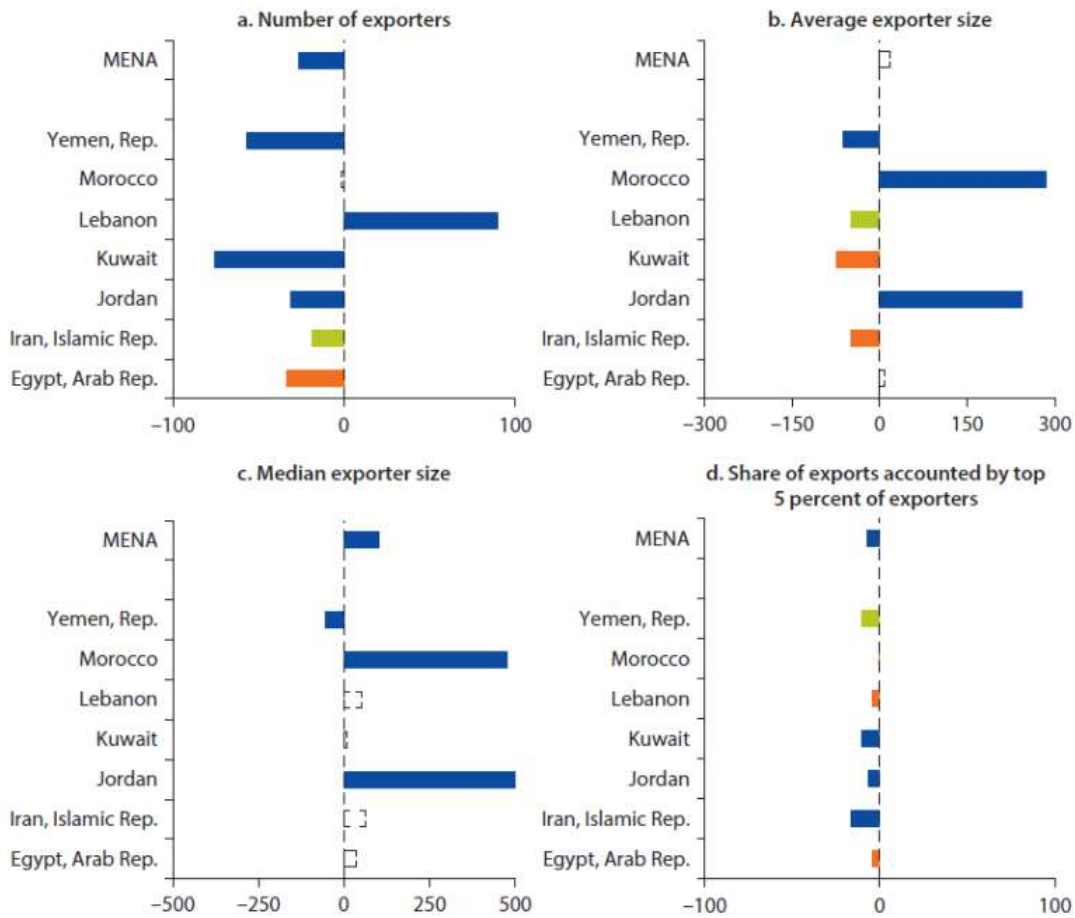 a. Number of exporters
MENA
Yemen, Rep.
Morocco
Lebanon
Kuwait
Jordan
Iran, Islamic Rep.
Egypt, Arab Rep.
−100
0
100
b. Average exporter size
MENA
Yemen, Rep.
Morocco
Lebanon
Kuwait
Jordan
Iran, Islamic Rep.
Egypt, Arab Rep.
−300
−150
0
150
300
c. Median exporter size
MENA
Yemen, Rep.
Morocco
Lebanon
Kuwait
Jordan
Iran, Islamic Rep.
Egypt, Arab Rep.
−500
−250
0
250
500
d. Share of exports accounted by top
5 percent of exporters
MENA
Yemen, Rep.
Morocco
Lebanon
Kuwait
Jordan
Iran, Islamic Rep.
Egypt, Arab Rep.
−100
0
100